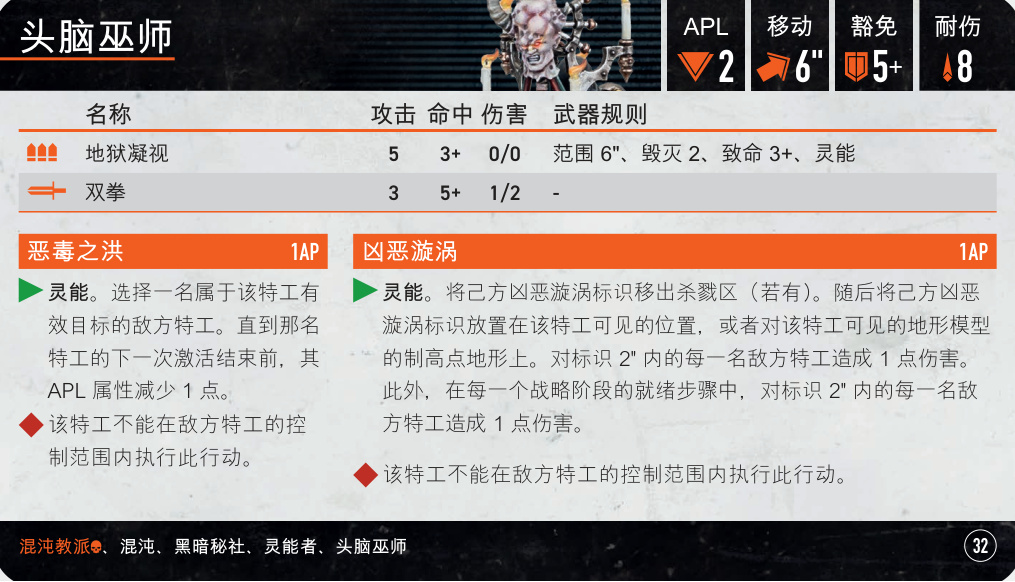 头脑巫师
APL 2
移动 6"
豁免 5+
耐伤 8
名称 攻击 命中 伤害 武器规则
地狱凝视 5 3+ 0/0 范围 6"、毁灭 2、致命 3+、灵能
双拳 3 5+ 1/2 -
恶毒之洪 1AP
灵能。选择一名属于该特工有
效目标的敌方特工。直到那名
特工的下一次激活结束前，其
APL 属性减少 1 点。
该特工不能在敌方特工的控
制范围内执行此行动。
凶恶漩涡 1AP
灵能。将己方凶恶漩涡标识移出杀戮区（若有）。随后将己方凶恶
漩涡标识放置在该特工可见的位置，或者对该特工可见的地形模型
的制高点地形上。对标识 2" 内的每一名敌方特工造成 1 点伤害。
此外，在每一个战略阶段的就绪步骤中，对标识 2" 内的每一名敌
方特工造成 1 点伤害。
该特工不能在敌方特工的控制范围内执行此行动。
混沌教派、混沌、黑暗秘社、灵能者、头脑巫师
32